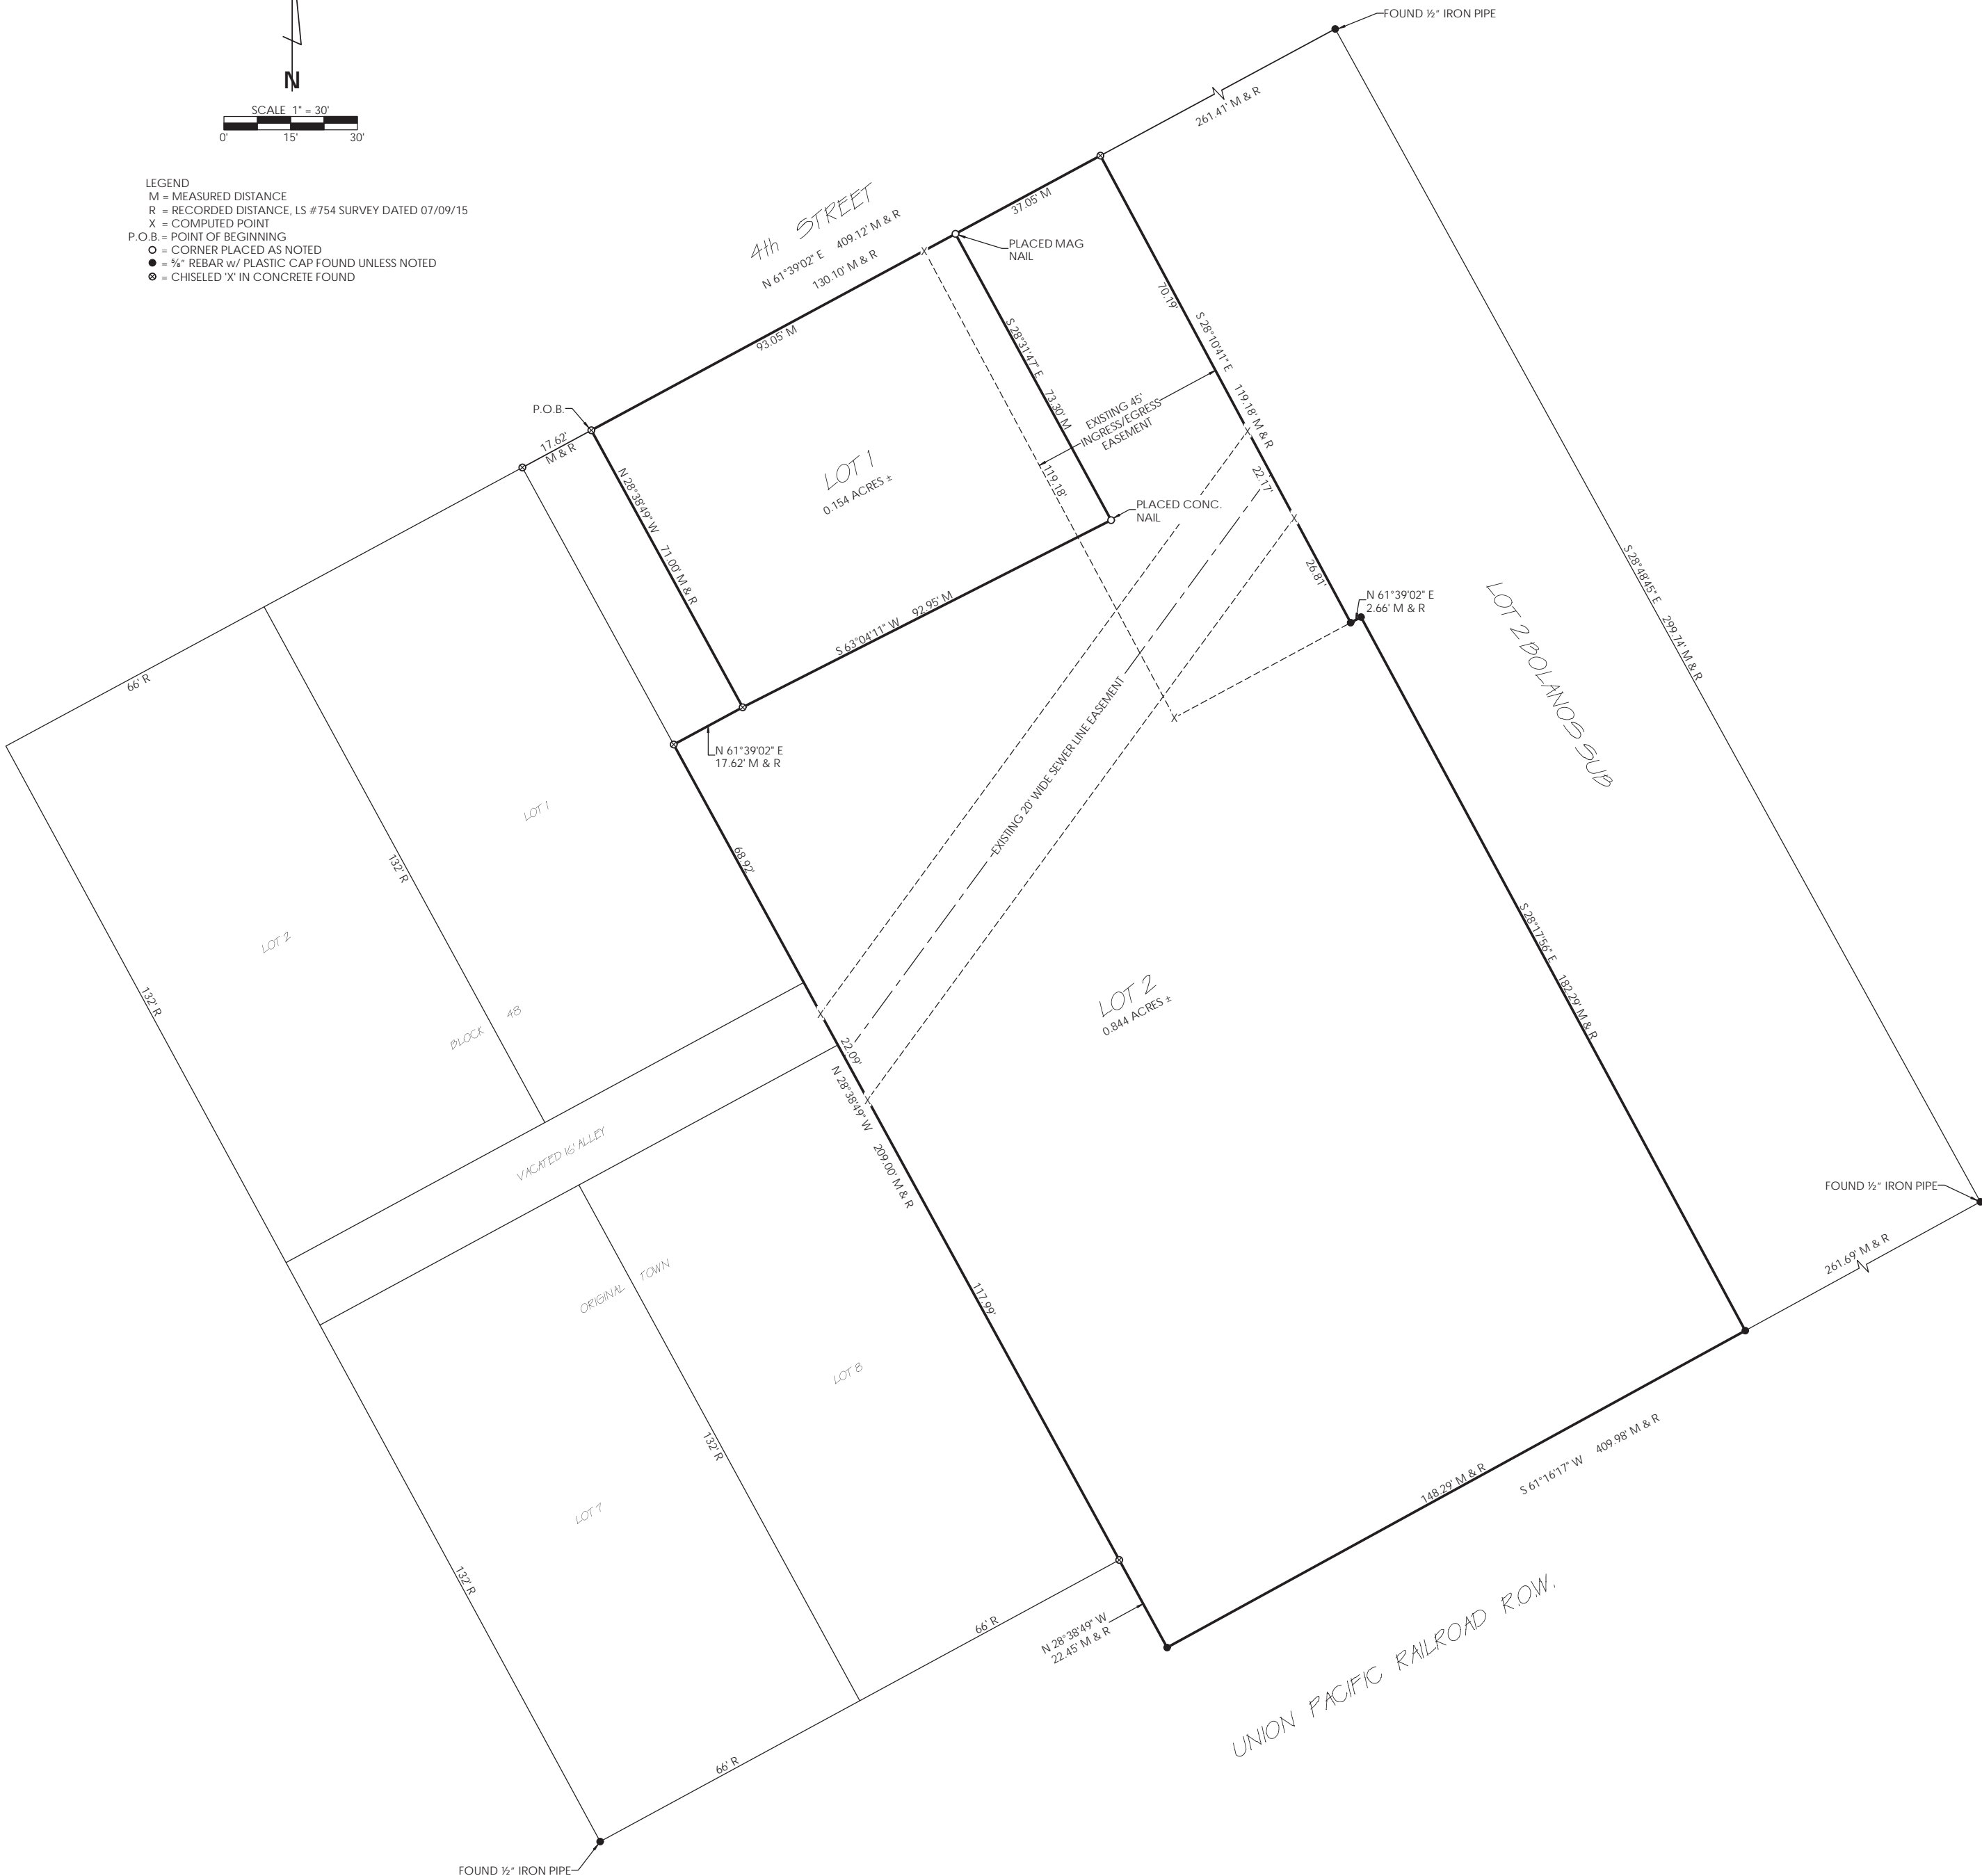 N
SCALE 1" = 30'
0' 15' 30'
LEGEND
M = MEASURED DISTANCE
R = RECORDED DISTANCE, LS #754 SURVEY DATED 07/09/15
X = COMPUTED POINT
P.O.B.= POINT OF BEGINNING
= CORNER PLACED AS NOTED
= ⅝" REBAR w/ PLASTIC CAP FOUND UNLESS NOTED
= CHISELED 'X' IN CONCRETE FOUND
FOUND ½" IRON PIPE
261.41' M & R
4th STREET
N 61°39'02" E 409.12' M & R
130.10' M & R
37.05' M
PLACED MAG
NAIL
X
93.05' M
P.O.B.
17.62'
M & R
70.19'
S 28°10'41" E 119.18' M & R
S 28°31'47" E 73.30' M
EXISTING 45'
INGRESS/EGRESS
EASEMENT
119.18'
X
22.17'
X
LOT 1
0.154 ACRES ±
N 28°38'49" W 71.00' M & R
PLACED CONC.
NAIL
26.81'
S 63°04'11" W 92.95' M
N 61°39'02" E
2.66' M & R
LOT 2 BOLANOS SUB
S 28°48'45" E 299.74' M & R
66' R
N 61°39'02" E
17.62' M & R
X
EXISTING 20' WIDE SEWER LINE EASEMENT
LOT 1
132' R
68.92'
LOT 2
132' R
BLOCK 48
X
22.09'
X
N 28°38'49" W 209.00' M & R
LOT 2
0.844 ACRES ±
S 28°17'56" E 182.29' M & R
VACATED 16' ALLEY
FOUND ½" IRON PIPE
261.69' M & R
ORIGINAL TOWN
117.99'
LOT 8
132' R
LOT 7
132' R
148.29' M & R
S 61°16'17" W 409.98' M & R
66' R
N 28°38'49" W
22.45' M & R
UNION PACIFIC RAILROAD R.O.W.
66' R
FOUND ½" IRON PIPE